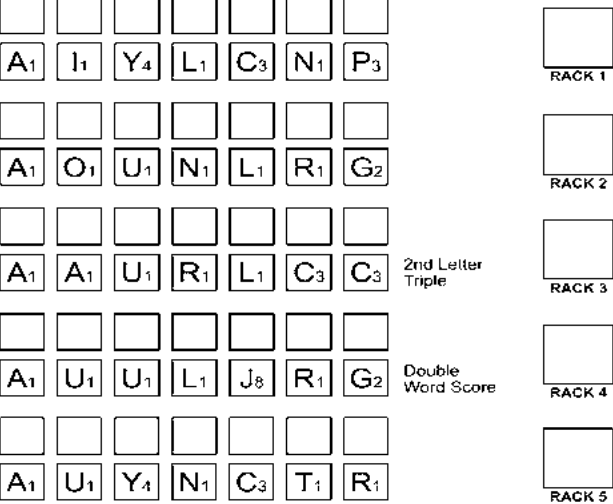 A1 I1 Y4 L1 C3 N1 P3
RACK 1
A1 O1 U1 N1 L1 R1 G2
RACK 2
A1 A1 U1 R1 L1 C3 C3
2nd Letter
Triple
RACK 3
A1 U1 U1 L1 J8 R1 G2
Double
Word Score
RACK 4
A1 U1 Y4 N1 C3 T1 R1
RACK 5